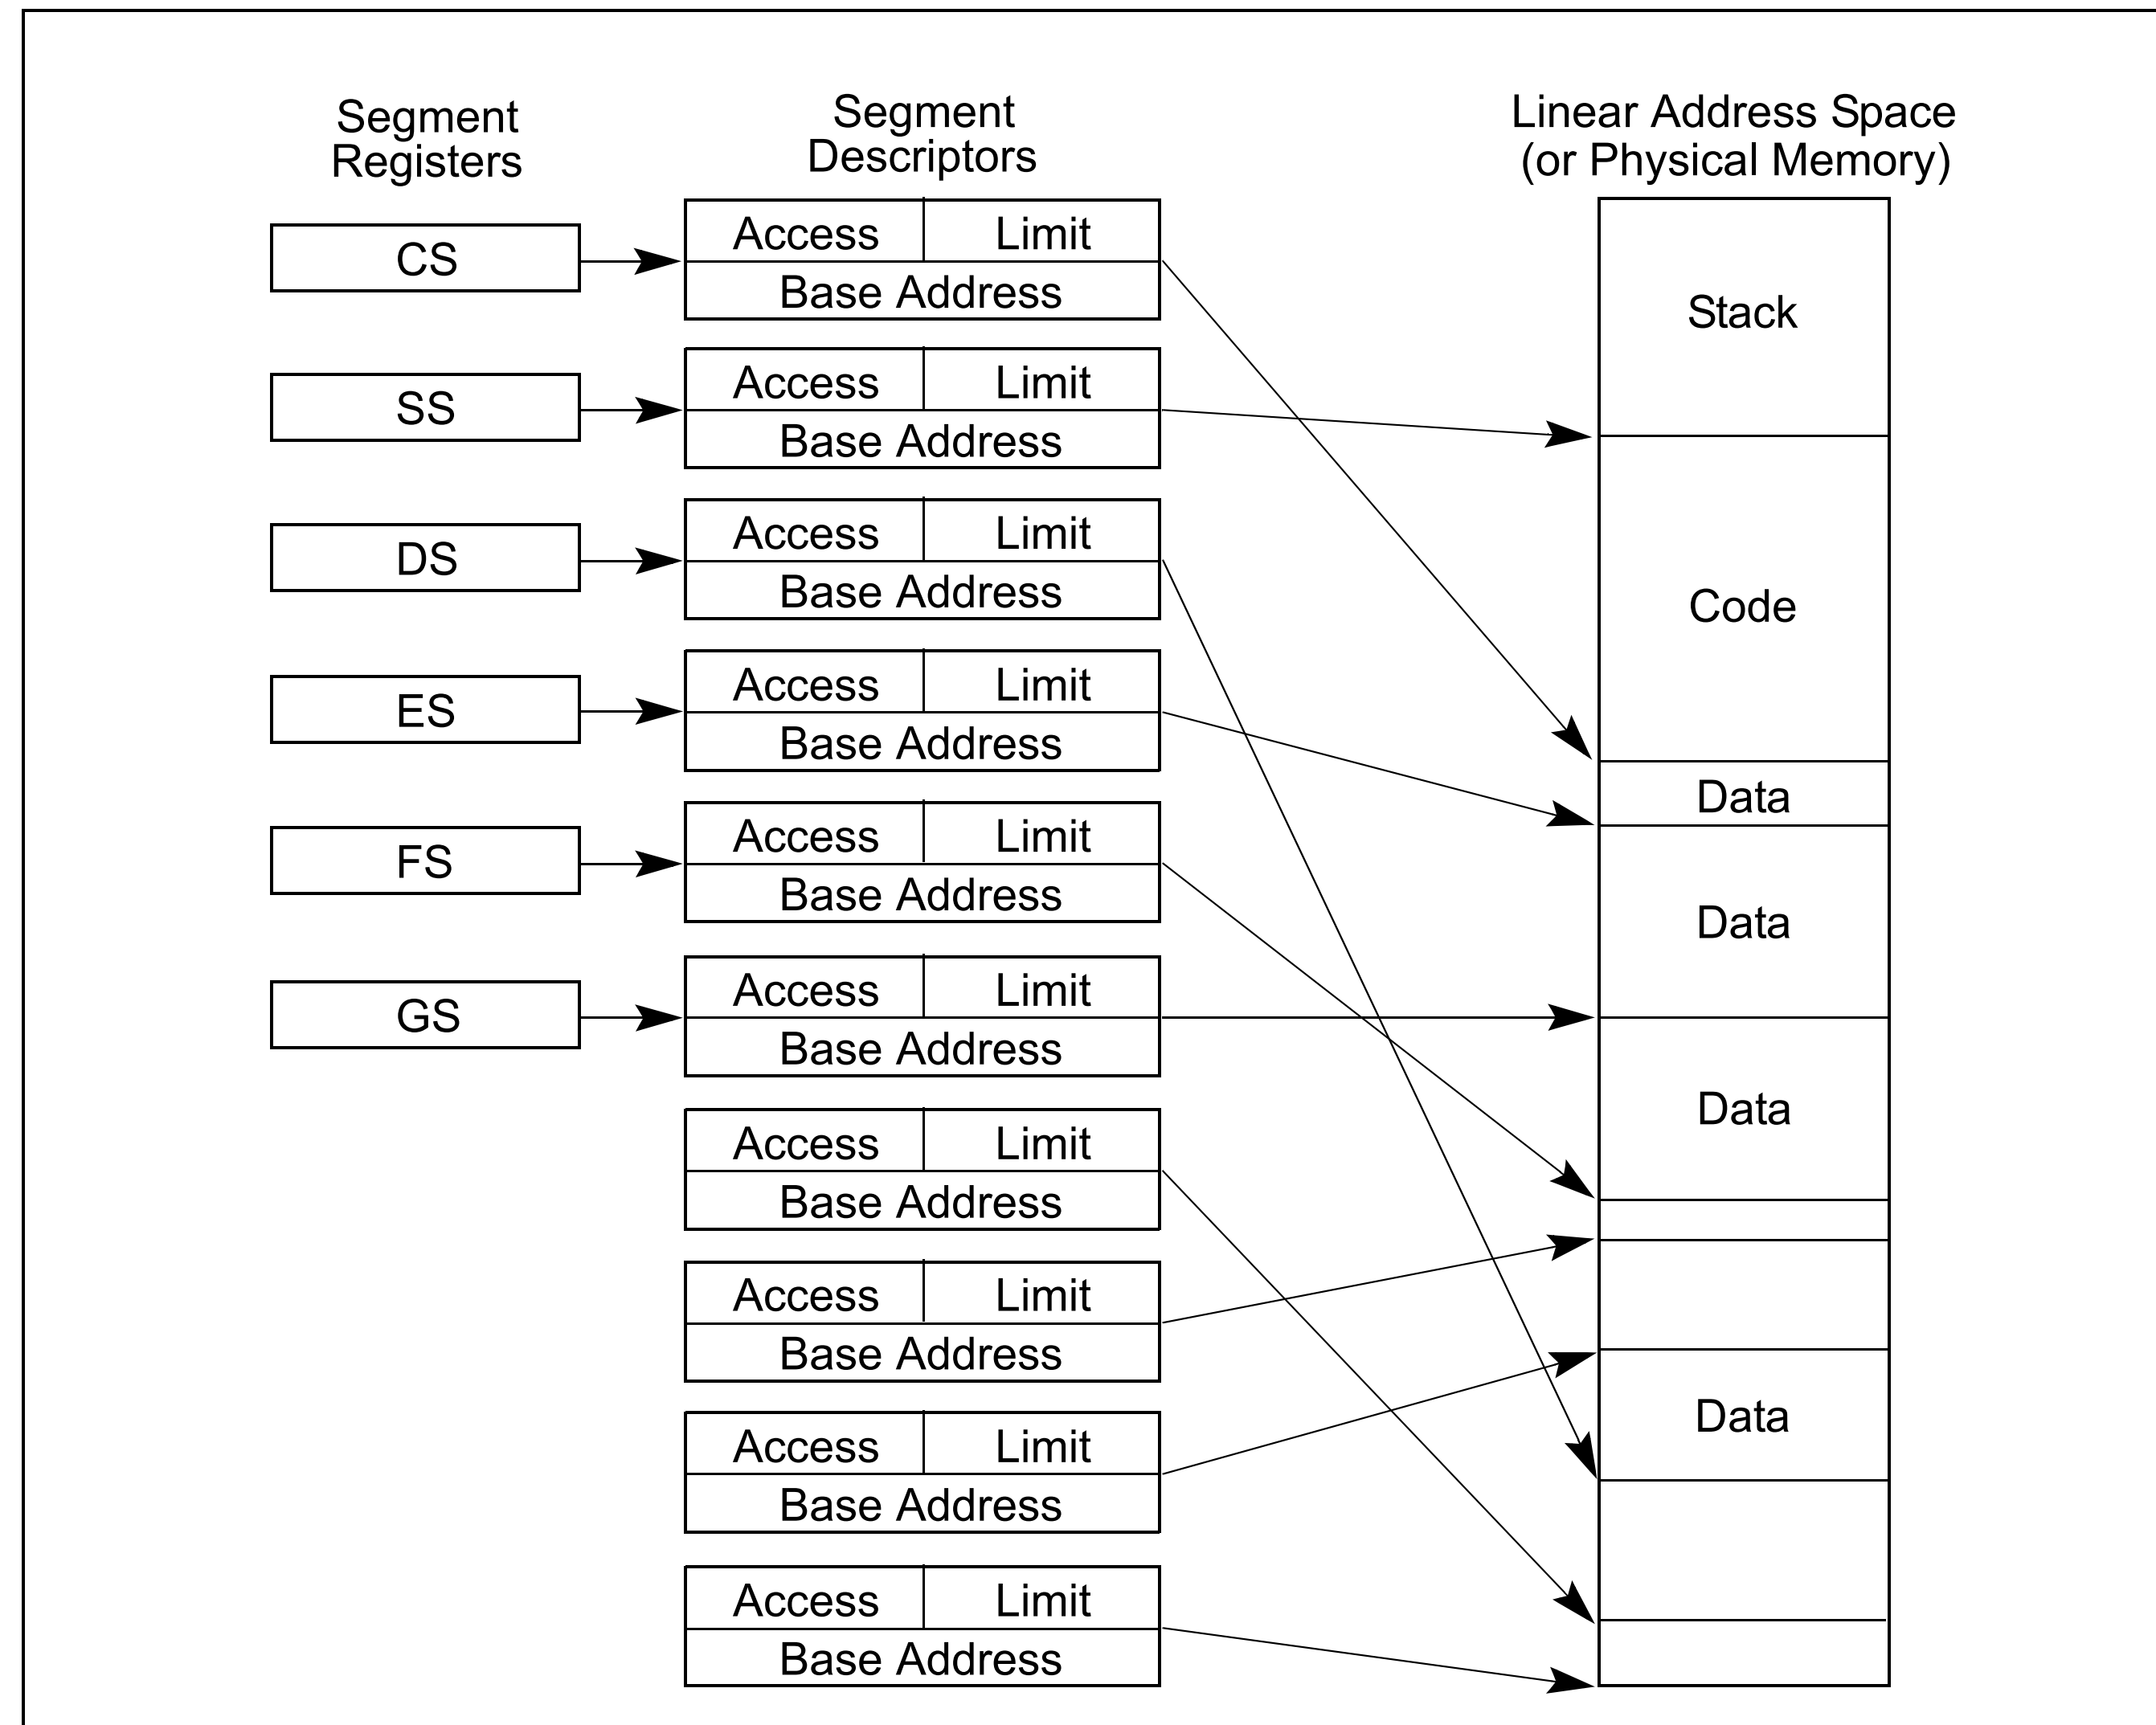 Segment
Registers
Segment
Descriptors
Linear Address Space
(or Physical Memory)
CS
SS
DS
ES
FS
GS
Access Limit
Base Address
Access Limit
Base Address
Access Limit
Base Address
Access Limit
Base Address
Access Limit
Base Address
Access Limit
Base Address
Access Limit
Base Address
Access Limit
Base Address
Access Limit
Base Address
Access Limit
Base Address
Stack
Code
Data
Data
Data
Data